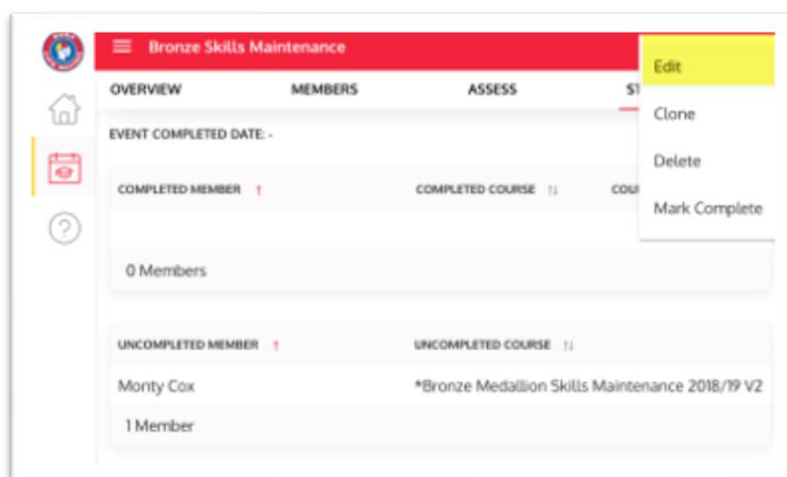 Bronze Skills Maintenance
Edit
OVERVIEW MEMBERS ASSESS
Clone
EVENT COMPLETED DATE: -
Delete
COMPLETED MEMBER COMPLETED COURSE
Mark Complete
0 Members
UNCOMPLETED MEMBER UNCOMPLETED COURSE
Monty Cox *Bronze Medallion Skills Maintenance 2018/19 V2
1 Member